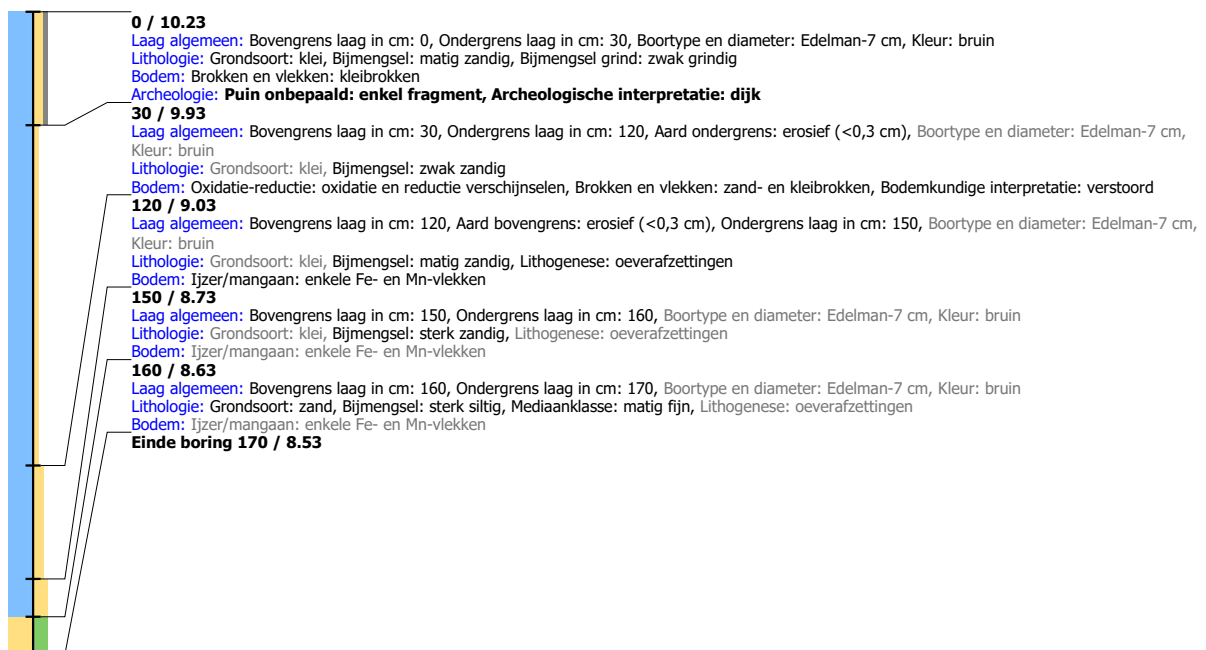 0 / 10.23
Laag algemeen: Bovengrens laag in cm: 0, Ondergrens laag in cm: 30, Boortype en diameter: Edelman-7 cm, Kleur: bruin
Lithologie: Grondsoort: klei, Bijmengsel: matig zandig, Bijmengsel grind: zwak grindig
Bodem: Brokken en vlekken: kleibrokken
Archeologie: Puin onbepaald: enkel fragment, Archeologische interpretatie: dijk
30 / 9.93
Laag algemeen: Bovengrens laag in cm: 30, Ondergrens laag in cm: 120, Aard ondergrens: erosief (<0,3 cm), Boortype en diameter: Edelman-7 cm,
Kleur: bruin
Lithologie: Grondsoort: klei, Bijmengsel: zwak zandig
Bodem: Oxidatie-reductie: oxidatie en reductie verschijnselen, Brokken en vlekken: zand- en kleibrokken, Bodemkundige interpretatie: verstoord
120 / 9.03
Laag algemeen: Bovengrens laag in cm: 120, Aard bovengrens: erosief (<0,3 cm), Ondergrens laag in cm: 150, Boortype en diameter: Edelman-7 cm,
Kleur: bruin
Lithologie: Grondsoort: klei, Bijmengsel: matig zandig, Lithogenese: oeverafzettingen
Bodem: Ijzer/mangaan: enkele Fe- en Mn-vlekken
150 / 8.73
Laag algemeen: Bovengrens laag in cm: 150, Ondergrens laag in cm: 160, Boortype en diameter: Edelman-7 cm, Kleur: bruin
Lithologie: Grondsoort: klei, Bijmengsel: sterk zandig, Lithogenese: oeverafzettingen
Bodem: Ijzer/mangaan: enkele Fe- en Mn-vlekken
160 / 8.63
Laag algemeen: Bovengrens laag in cm: 160, Ondergrens laag in cm: 170, Boortype en diameter: Edelman-7 cm, Kleur: bruin
Lithologie: Grondsoort: zand, Bijmengsel: sterk siltig, Mediaanklasse: matig fijn, Lithogenese: oeverafzettingen
Bodem: Ijzer/mangaan: enkele Fe- en Mn-vlekken
Einde boring 170 / 8.53